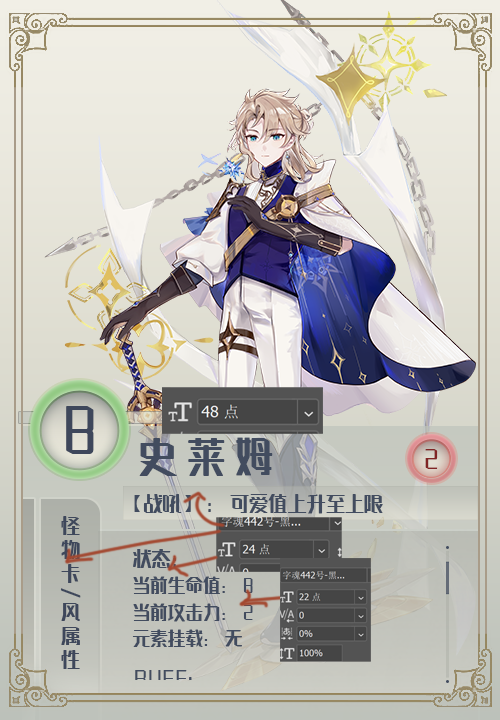 8
48 点
史莱姆
2
【战吼】：可爱值上升至上限
怪物卡/风属性
字魂442号-黑...
24 点
状态
当前生命值：8
当前攻击力：2
元素挂载：无
字魂442号-黑...
22 点
V/A 0
0%
100%